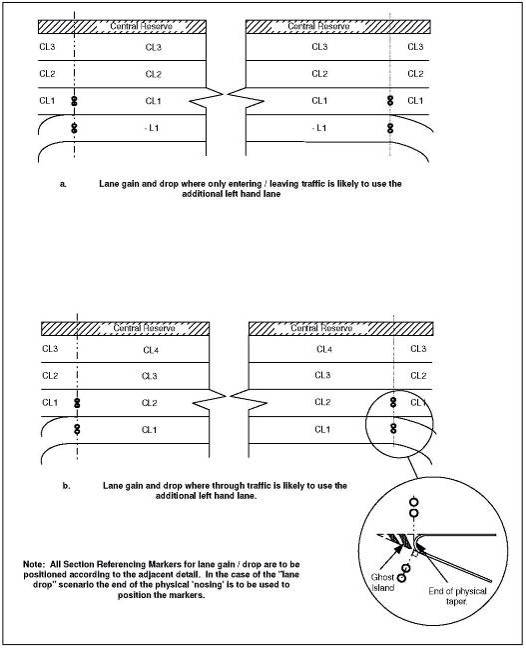 Central Reserve Central Reserve
CL3 CL3 CL3 CL3
CL2 CL2 CL2 CL2
CL1 CL1 CL1 CL1
- L1 - L1
a. Lane gain and drop where only entering / leaving traffic is likely to use the
additional left hand lane
Central Reserve Central Reserve
CL3 CL4 CL4 CL3
CL2 CL3 CL3 CL2
CL1 CL2 CL2 CL1
CL1 CL1
b. Lane gain and drop where through traffic is likely to use the
additional left hand lane.
Note: All Section Referencing Markers for lane gain / drop are to be
positioned according to the adjacent detail. In the case of the "lane
drop" scenario the end of the physical 'nosing' is to be used to
position the markers.
Ghost
Island
End of physical
taper.